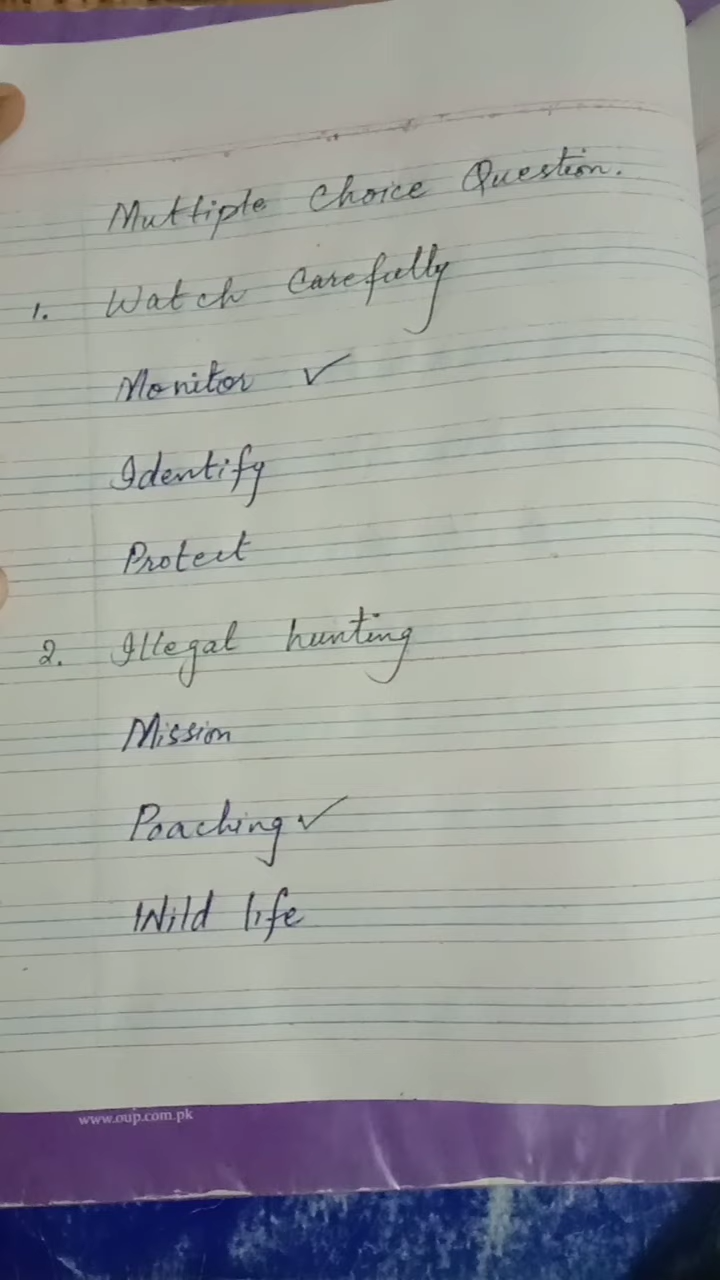 Multiple Choice Question.
1. Watch Carefully
Monitor ✓
Identify
Protect
2. Illegal hunting
Mission
Poaching ✓
Wild life
www.oup.com.pk